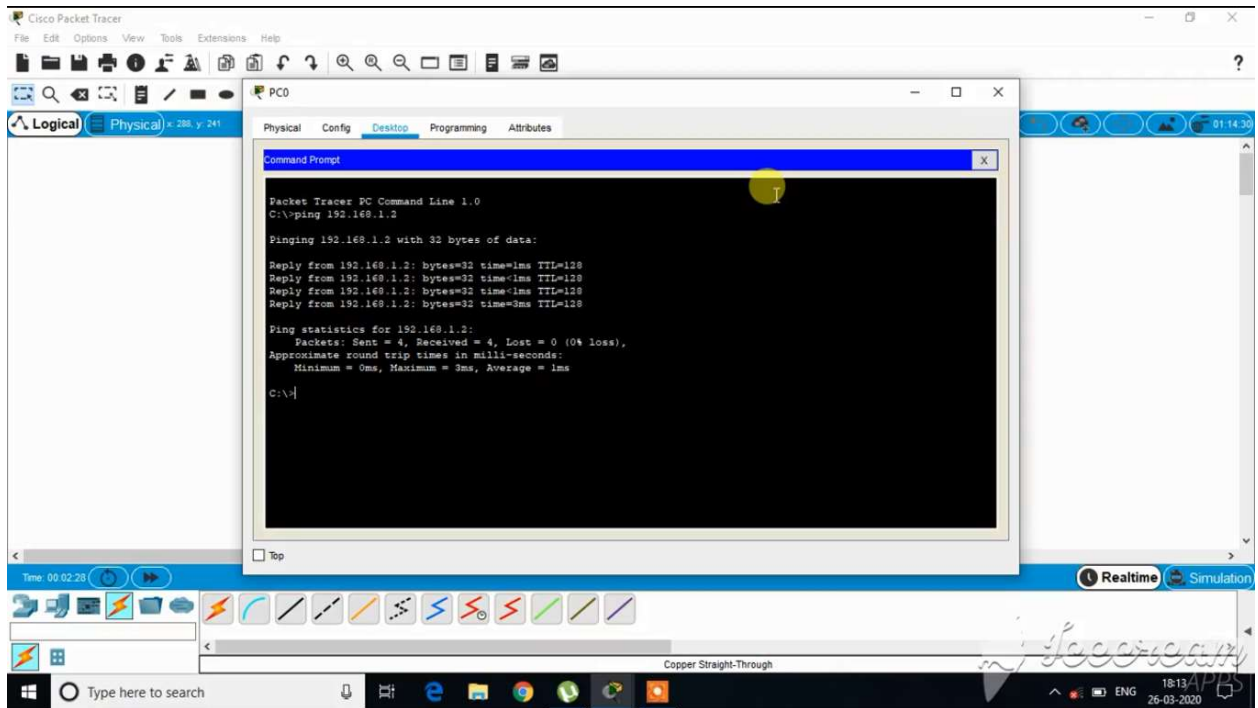 Cisco Packet Tracer
File Edit Options View Tools Extensions Help
?
PC0
Logical Physical x: 288, y: 241
01:14:30
Physical Config Desktop Programming Attributes
Command Prompt
X
Packet Tracer PC Command Line 1.0
C:\>ping 192.168.1.2
Pinging 192.168.1.2 with 32 bytes of data:
Reply from 192.168.1.2: bytes=32 time=1ms TTL=128
Reply from 192.168.1.2: bytes=32 time<1ms TTL=128
Reply from 192.168.1.2: bytes=32 time<1ms TTL=128
Reply from 192.168.1.2: bytes=32 time=3ms TTL=128
Ping statistics for 192.168.1.2:
Packets: Sent = 4, Received = 4, Lost = 0 (0% loss),
Approximate round trip times in milli-seconds:
Minimum = 0ms, Maximum = 3ms, Average = 1ms
C:\>
Top
Time: 00:02:28
Realtime Simulation
Copper Straight-Through
Icecream
APPS
Type here to search
ENG
18:13
26-03-2020